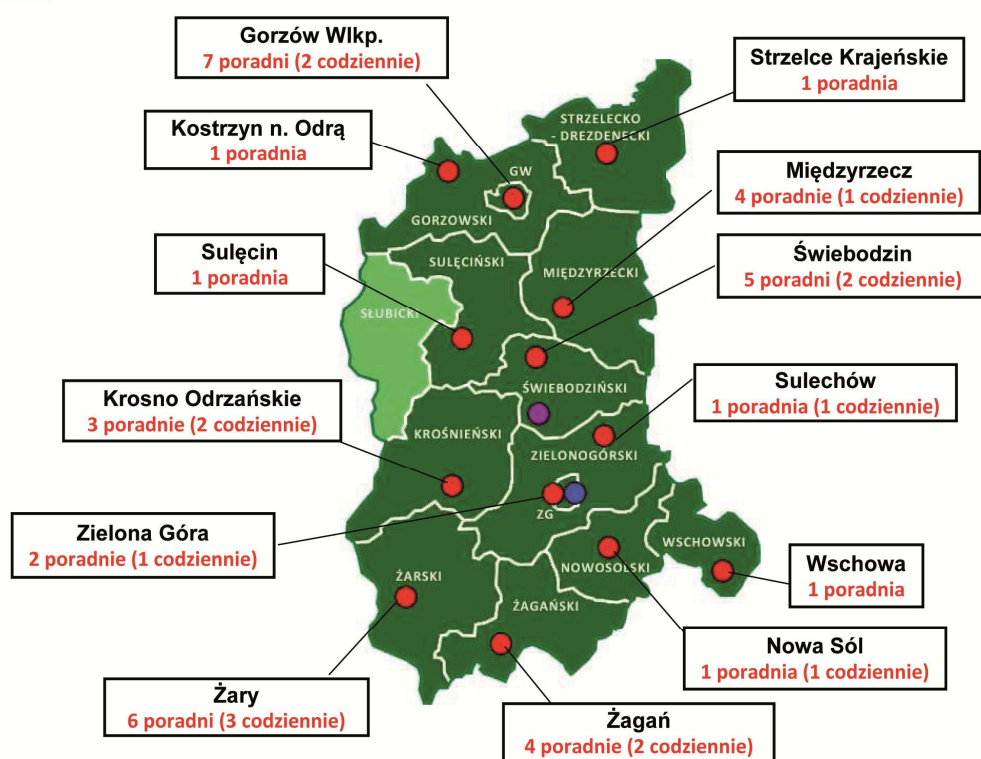 Gorzów Wlkp.
7 poradni (2 codziennie)
Strzelce Krajeńskie
1 poradnia
Kostrzyn n. Odrą
1 poradnia
STRZELECKO
- DREZDENECKI
GW
GORZOWSKI
Międzyrzecz
4 poradnie (1 codziennie)
Sulęcin
1 poradnia
SULĘCIŃSKI
MIĘDZYRZECKI
Świebodzin
5 poradni (2 codziennie)
SŁUBICKI
Krosno Odrzańskie
3 poradnie (2 codziennie)
ŚWIEBODZIŃSKI
Sulechów
1 poradnia (1 codziennie)
KROŚNIEŃSKI
ZIELONOGÓRSKI
Zielona Góra
2 poradnie (1 codziennie)
ZG
WSCHOWSKI
NOWOSOLSKI
Wschowa
1 poradnia
ŻARSKI
ŻAGAŃSKI
Nowa Sól
1 poradnia (1 codziennie)
Żary
6 poradni (3 codziennie)
Żagań
4 poradnie (2 codziennie)